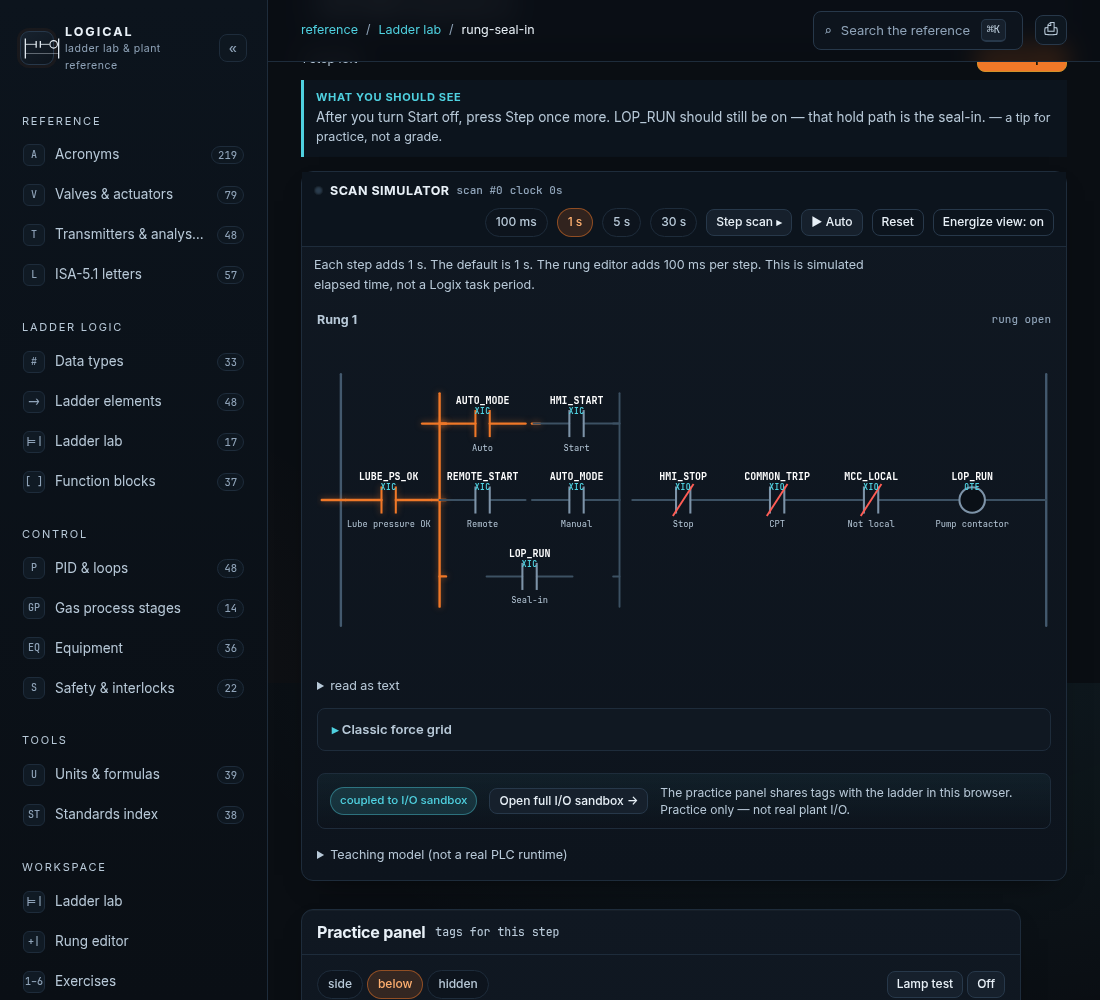 LOGICAL
ladder lab & plant
reference
«
REFERENCE
A Acronyms 219
V Valves & actuators 79
T Transmitters & analys... 48
L ISA-5.1 letters 57
LADDER LOGIC
# Data types 33
→ Ladder elements 48
Ladder lab 17
[ ] Function blocks 37
CONTROL
P PID & loops 48
GP Gas process stages 14
EQ Equipment 36
S Safety & interlocks 22
TOOLS
U Units & formulas 39
ST Standards index 38
WORKSPACE
Ladder lab
+| Rung editor
1–6 Exercises
reference / Ladder lab / rung-seal-in
Search the reference ⌘K
WHAT YOU SHOULD SEE
After you turn Start off, press Step once more. LOP_RUN should still be on — that hold path is the seal-in. — a tip for
practice, not a grade.
SCAN SIMULATOR scan #0 clock 0s
100 ms 1 s 5 s 30 s Step scan ▸ ▶ Auto Reset Energize view: on
Each step adds 1 s. The default is 1 s. The rung editor adds 100 ms per step. This is simulated
elapsed time, not a Logix task period.
Rung 1 rung open
AUTO_MODE HMI_START
XIC XIC
Auto Start
LUBE_PS_OK REMOTE_START AUTO_MODE HMI_STOP COMMON_TRIP MCC_LOCAL LOP_RUN
XIC XIC XIO XIO XIO XIO OTE
Lube pressure OK Remote Manual Stop CPT Not local Pump contactor
LOP_RUN
XIC
Seal-in
▶ read as text
▸ Classic force grid
coupled to I/O sandbox Open full I/O sandbox → The practice panel shares tags with the ladder in this browser.
Practice only — not real plant I/O.
▶ Teaching model (not a real PLC runtime)
Practice panel tags for this step
side below hidden Lamp test Off